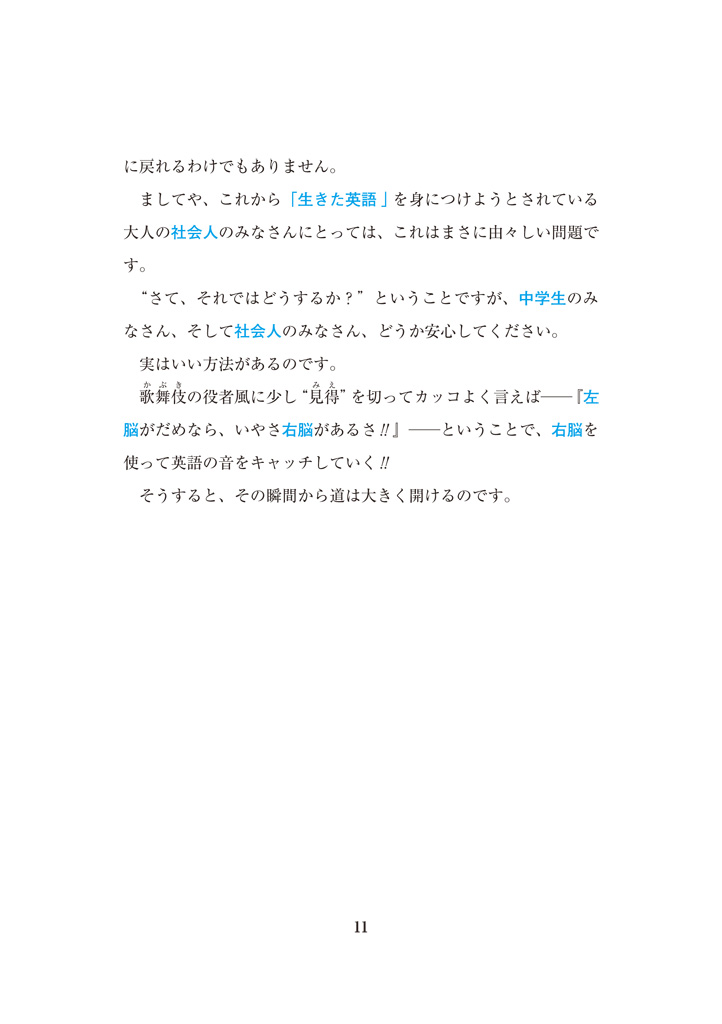 に戻れるわけでもありません。
　ましてや、これから「生きた英語」を身につけようとされている
大人の社会人のみなさんにとっては、これはまさに由々しい問題で
す。
　“さて、それではどうするか？”ということですが、中学生のみ
なさん、そして社会人のみなさん、どうか安心してください。
　実はいい方法があるのです。
かぶき　みえ
　歌舞伎の役者風に少し“見得”を切ってカッコよく言えば――『左
脳がだめなら、いやさ右脳があるさ!!』――ということで、右脳を
使って英語の音をキャッチしていく!!
　そうすると、その瞬間から道は大きく開けるのです。
11